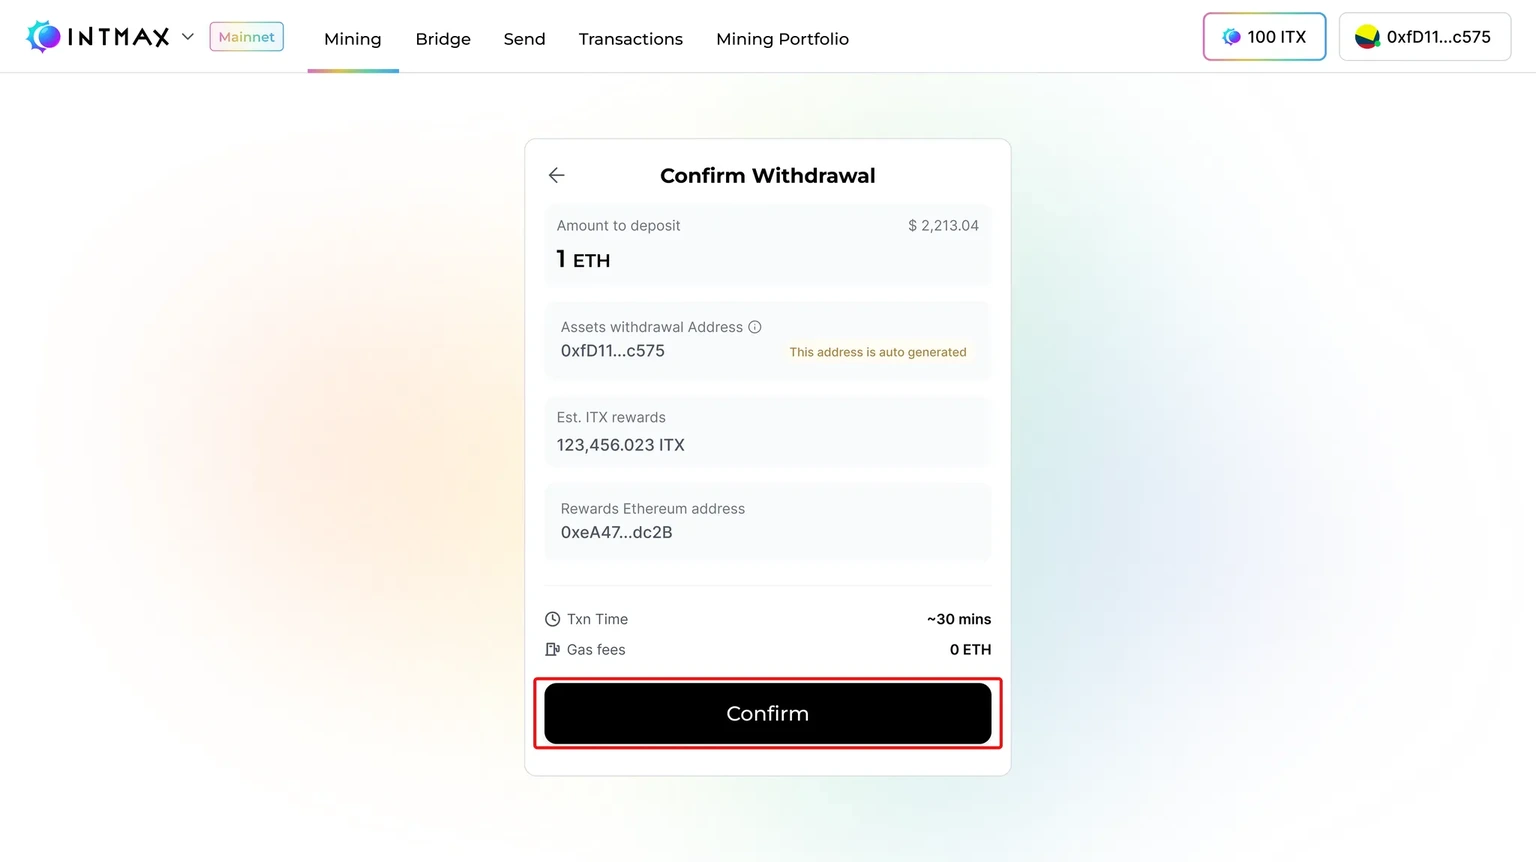 INTMAX
Mainnet
Mining
Bridge
Send
Transactions
Mining Portfolio
100 ITX
0xfD11...c575
Confirm Withdrawal
Amount to deposit
$ 2,213.04
1 ETH
Assets withdrawal Address
0xfD11...c575
This address is auto generated
Est. ITX rewards
123,456.023 ITX
Rewards Ethereum address
0xeA47...dc2B
Txn Time
~30 mins
Gas fees
0 ETH
Confirm